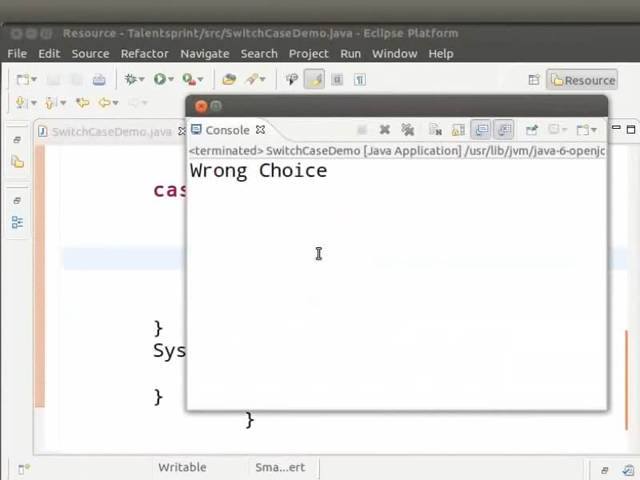 Resource - Talentsprint/src/SwitchCaseDemo.java - Eclipse Platform
File Edit Source Refactor Navigate Search Project Run Window Help
Resource
SwitchCaseDemo.java
Console
<terminated> SwitchCaseDemo [Java Application] /usr/lib/jvm/java-6-openjd
Wrong Choice
cas
}
Sys
}
}
Writable Sma...ert